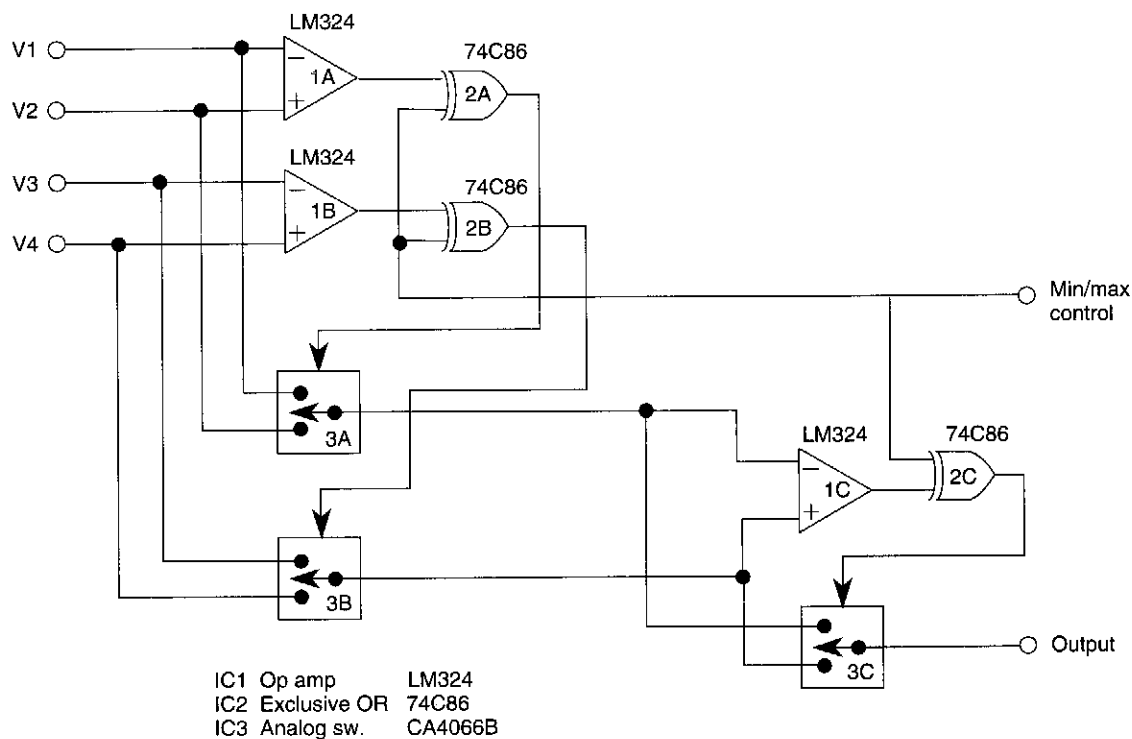 LM324
74C86
V1
−
1A
2A
+
V2
LM324
74C86
V3
−
1B
2B
+
V4
Min/max
control
3A
LM324
74C86
−
1C
2C
+
3B
Output
3C
IC1 Op amp LM324
IC2 Exclusive OR 74C86
IC3 Analog sw. CA4066B